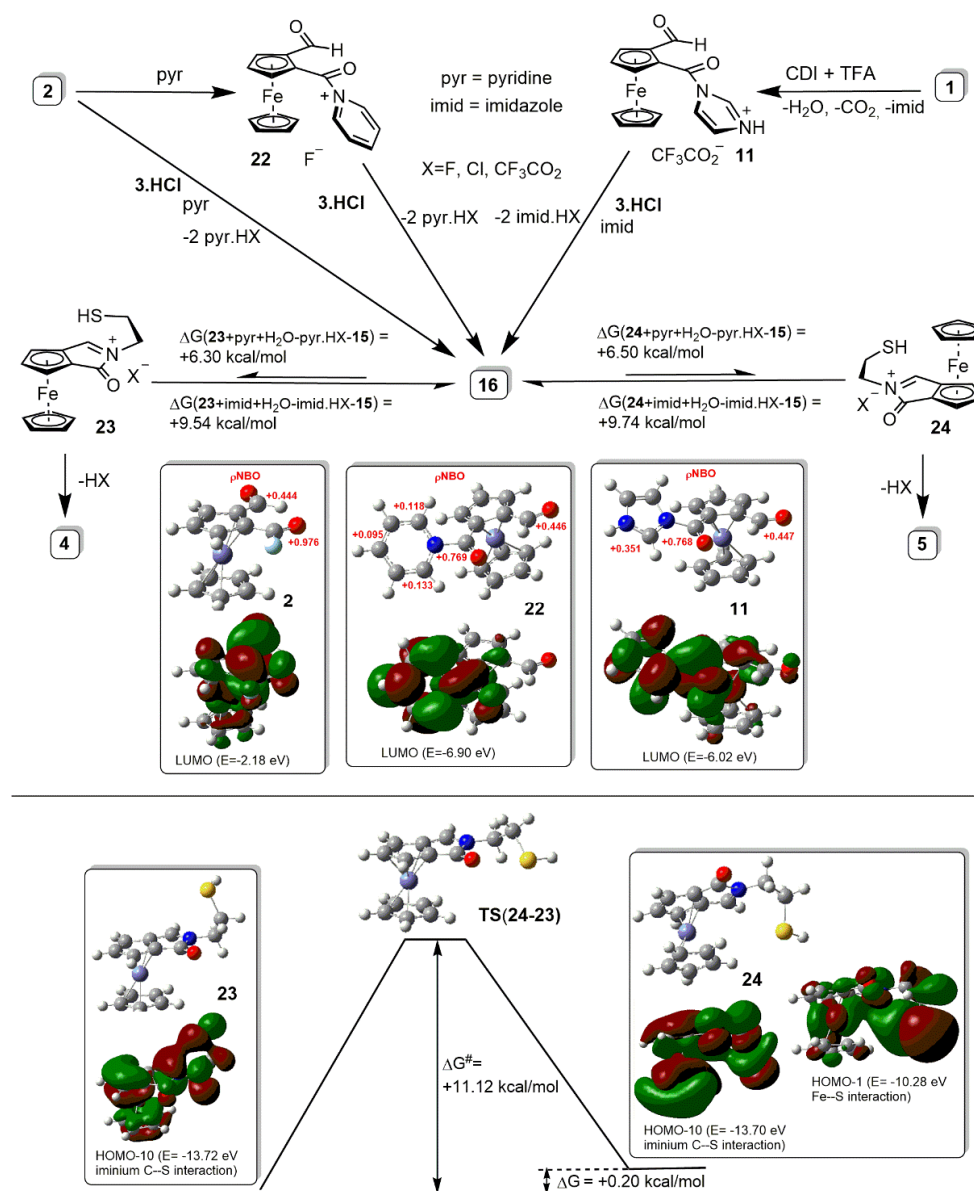 O
H
O
N
+
Fe
22
F−
2
pyr
pyr = pyridine
imid = imidazole
O
H
O
N
+
NH
Fe
CF3CO2−
11
CDI + TFA
-H2O, -CO2, -imid
1
X=F, Cl, CF3CO2
3.HCl
pyr
-2 pyr.HX
3.HCl
-2 pyr.HX
-2 imid.HX
3.HCl
imid
HS
+
N
O
X−
Fe
23
ΔG(23+pyr+H2O-pyr.HX-15) =
+6.30 kcal/mol
ΔG(23+imid+H2O-imid.HX-15) =
+9.54 kcal/mol
16
ΔG(24+pyr+H2O-pyr.HX-15) =
+6.50 kcal/mol
ΔG(24+imid+H2O-imid.HX-15) =
+9.74 kcal/mol
SH
Fe
+
N
X−
O
24
-HX
4
-HX
5
ρNBO
+0.444
+0.976
2
LUMO (E=-2.18 eV)
ρNBO
+0.118
+0.446
+0.095
+0.769
+0.133
22
LUMO (E=-6.90 eV)
ρNBO
+0.351
+0.768
+0.447
11
LUMO (E=-6.02 eV)
TS(24-23)
23
HOMO-10 (E= -13.72 eV
iminium C--S interaction)
ΔG#=
+11.12 kcal/mol
24
HOMO-1 (E= -10.28 eV
Fe--S interaction)
HOMO-10 (E= -13.70 eV
iminium C--S interaction)
ΔG = +0.20 kcal/mol